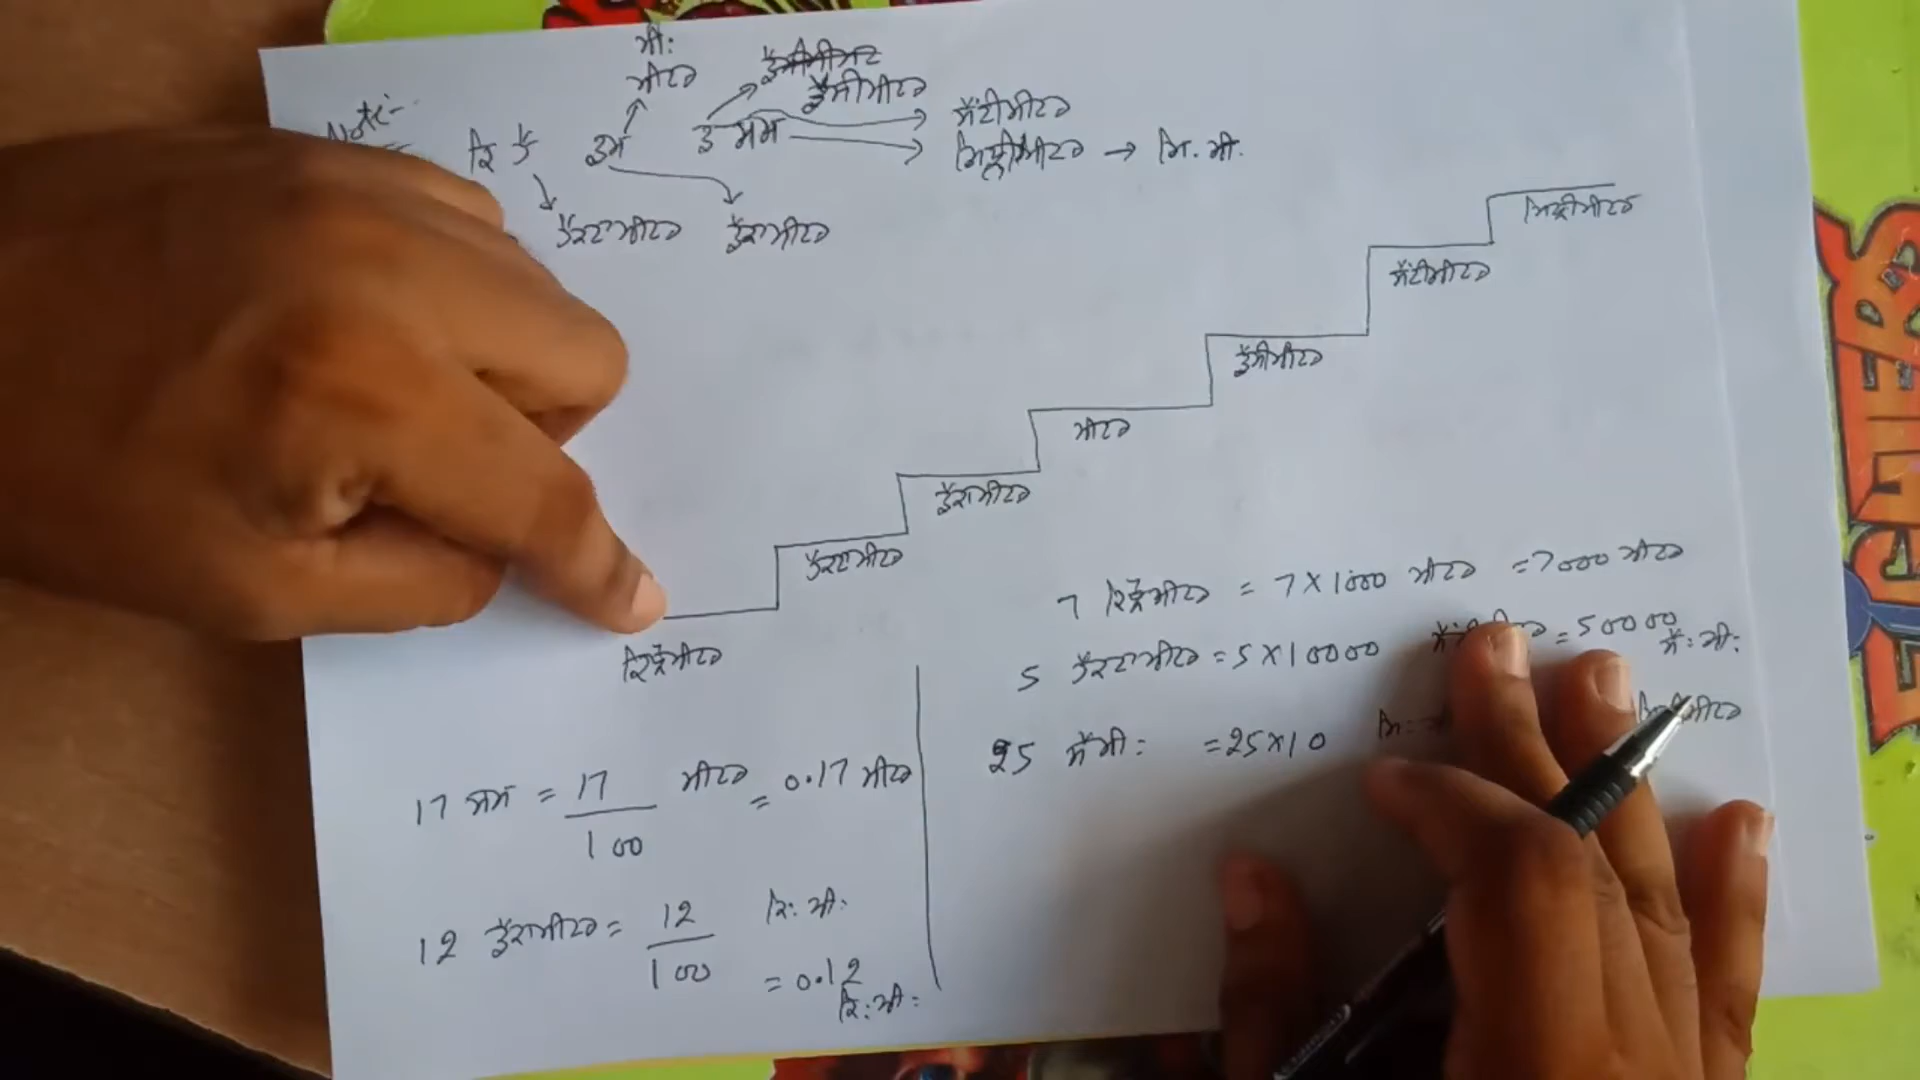 Note:-
ਮੀ:
ਮੀਟਰ
ਡੈਸੀਮੀਟਰ
ਕਿ ਹੈ ਡਮ ਡ ਸਮ
ਸੈਂਟੀਮੀਟਰ
ਮਿਲੀਮੀਟਰ → ਮਿ.ਮੀ.
ਹੈਕਟਾਮੀਟਰ ਡੈਕਾਮੀਟਰ
ਮਿਲੀਮੀਟਰ
ਸੈਂਟੀਮੀਟਰ
ਡੈਸੀਮੀਟਰ
ਮੀਟਰ
ਡੈਕਾਮੀਟਰ
ਹੈਕਟਾਮੀਟਰ
ਕਿਲੋਮੀਟਰ
7 ਕਿਲੋਮੀਟਰ = 7 × 1000 ਮੀਟਰ = 7000 ਮੀਟਰ
5 ਹੈਕਟਾਮੀਟਰ = 5 × 10000 = 50000 ਸੈਂ:ਮੀ:
25 ਸੈਂਮੀ: = 25 × 10
17 ਸਮ = 17/100 ਮੀਟਰ = 0.17 ਮੀਟਰ
12 ਡੈਕਾਮੀਟਰ = 12/100 ਕਿ:ਮੀ:
= 0.12 ਕਿ:ਮੀ: